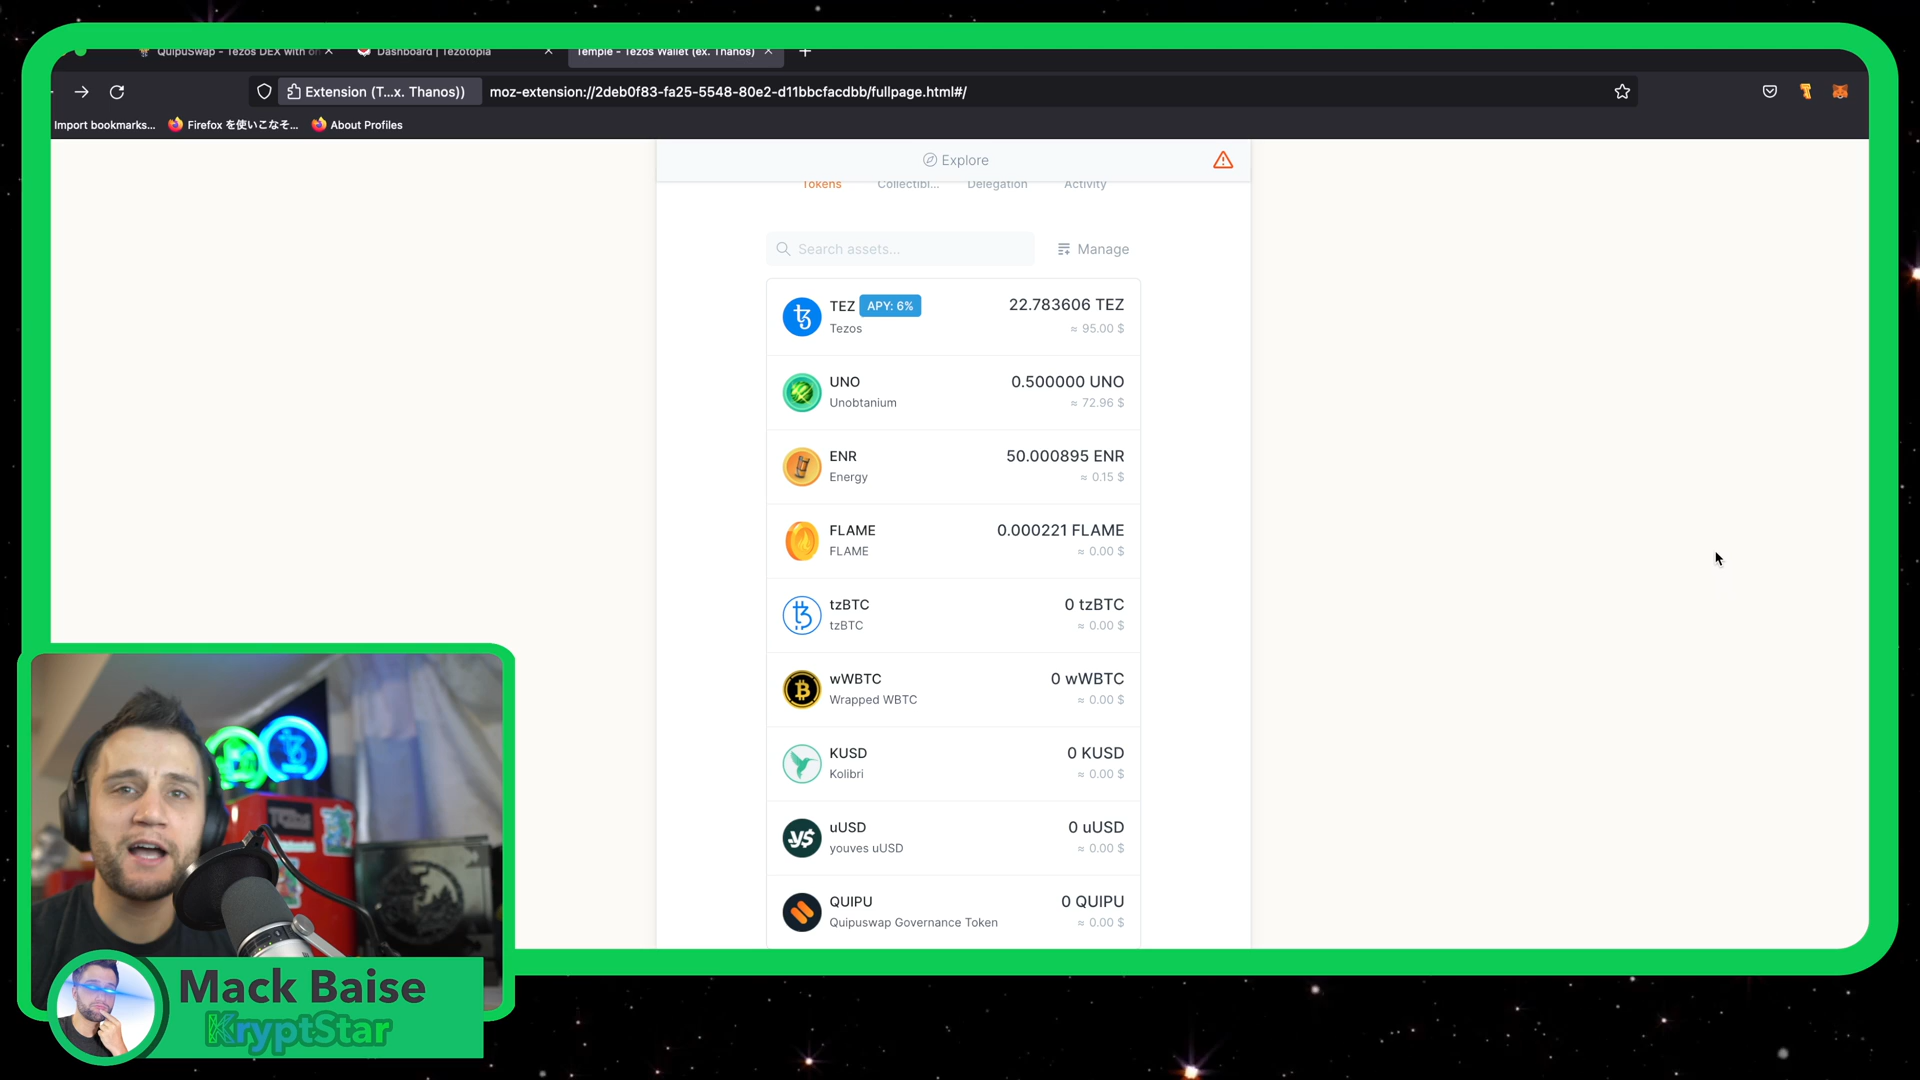 QuipuSwap - Tezos DEX with on
Dashboard | Tezotopia
Temple - Tezos Wallet (ex. Thanos)
Extension (T...x. Thanos))
moz-extension://2deb0f83-fa25-5548-80e2-d11bbcfacdbb/fullpage.html#/
Import bookmarks...
Firefox を使いこなそ...
About Profiles
Explore
Tokens
Collectibl...
Delegation
Activity
Search assets...
Manage
TEZ APY: 6% 22.783606 TEZ
Tezos ≈ 95.00 $
UNO 0.500000 UNO
Unobtanium ≈ 72.96 $
ENR 50.000895 ENR
Energy ≈ 0.15 $
FLAME 0.000221 FLAME
FLAME ≈ 0.00 $
tzBTC 0 tzBTC
tzBTC ≈ 0.00 $
wWBTC 0 wWBTC
Wrapped WBTC ≈ 0.00 $
KUSD 0 KUSD
Kolibri ≈ 0.00 $
uUSD 0 uUSD
youves uUSD ≈ 0.00 $
QUIPU 0 QUIPU
Quipuswap Governance Token ≈ 0.00 $
Mack Baise
KryptStar